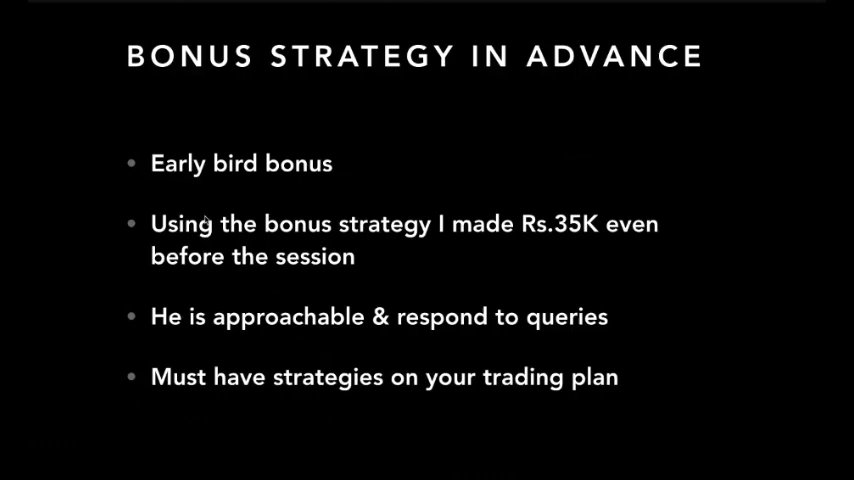 BONUS STRATEGY IN ADVANCE
• Early bird bonus
• Using the bonus strategy I made Rs.35K even
before the session
• He is approachable & respond to queries
• Must have strategies on your trading plan